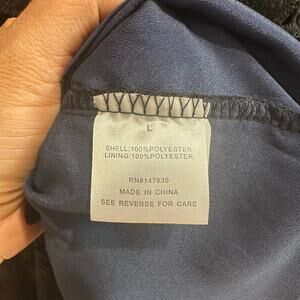 L
SHELL:100%POLYESTER
LINING:100%POLYESTER
RN#147635
MADE IN CHINA
SEE REVERSE FOR CARE